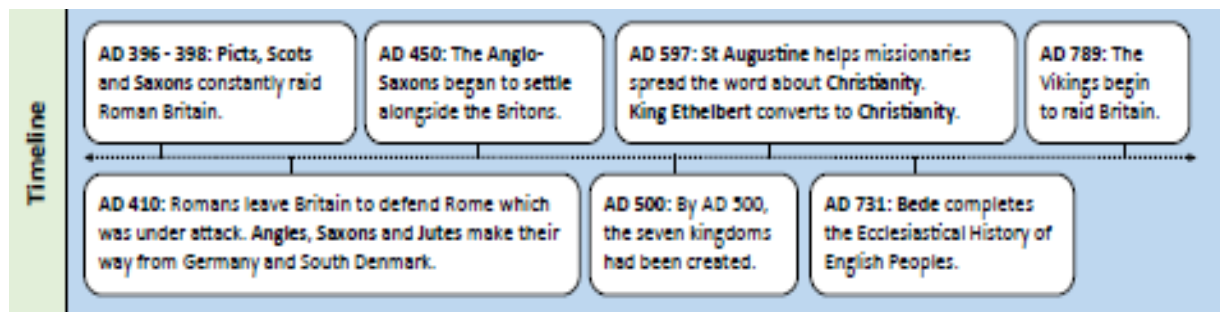 Timeline
AD 396 - 398: Picts, Scots
and Saxons constantly raid
Roman Britain.
AD 450: The Anglo-
Saxons began to settle
alongside the Britons.
AD 597: St Augustine helps missionaries
spread the word about Christianity.
King Ethelbert converts to Christianity.
AD 789: The
Vikings begin
to raid Britain.
AD 410: Romans leave Britain to defend Rome which
was under attack. Angles, Saxons and Jutes make their
way from Germany and South Denmark.
AD 500: By AD 500,
the seven kingdoms
had been created.
AD 731: Bede completes
the Ecclesiastical History of
English Peoples.